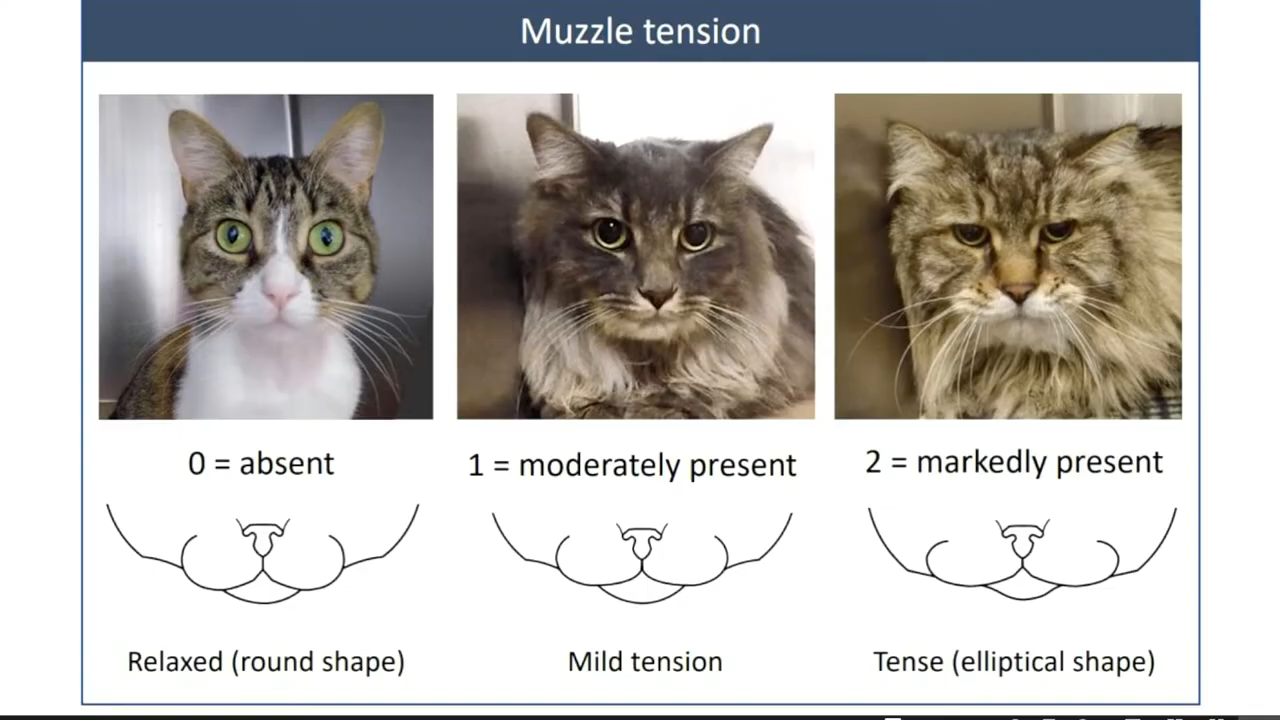 Muzzle tension
0 = absent
1 = moderately present
2 = markedly present
Relaxed (round shape)
Mild tension
Tense (elliptical shape)